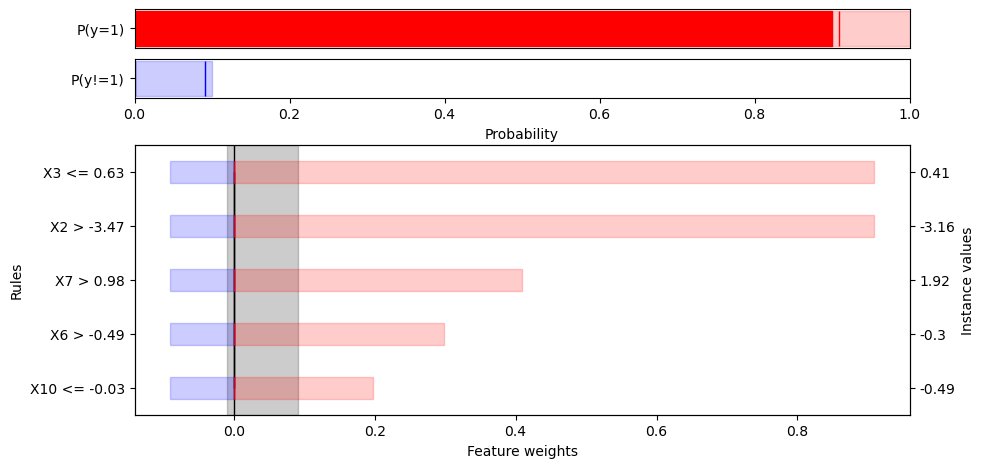 P(y=1)
P(y!=1)
0.0 0.2 0.4 0.6 0.8 1.0
Probability
X3 <= 0.63 0.41
X2 > -3.47 -3.16
X7 > 0.98 1.92
X6 > -0.49 -0.3
X10 <= -0.03 -0.49
Rules
Instance values
0.0 0.2 0.4 0.6 0.8
Feature weights